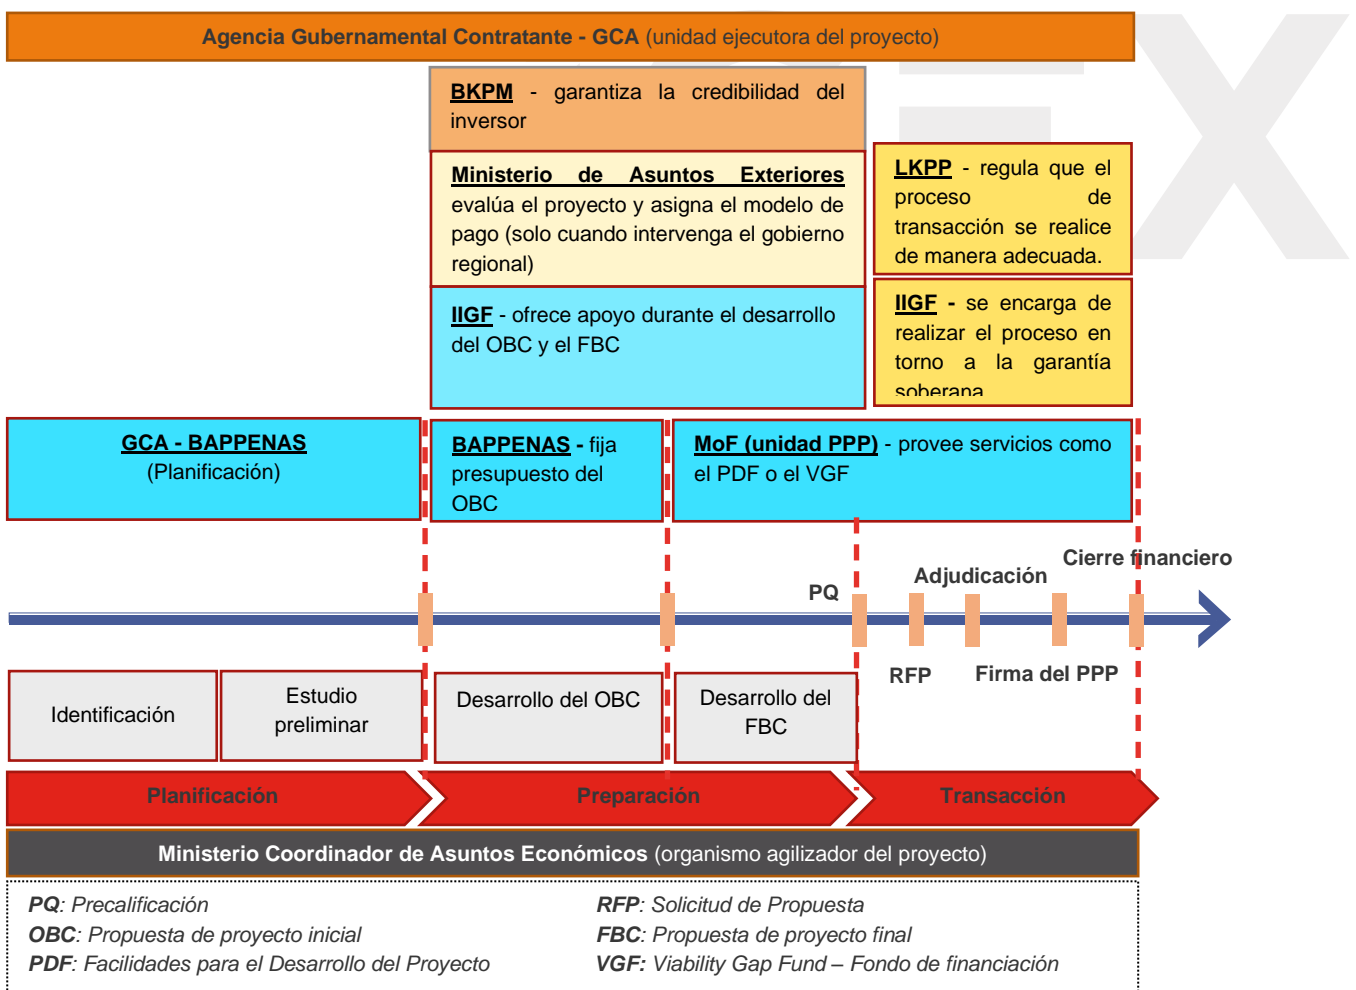 Agencia Gubernamental Contratante - GCA (unidad ejecutora del proyecto)
BKPM - garantiza la credibilidad del
inversor
Ministerio de Asuntos Exteriores
evalúa el proyecto y asigna el modelo de
pago (solo cuando intervenga el gobierno
regional)
IIGF - ofrece apoyo durante el desarrollo
del OBC y el FBC
LKPP - regula que el
proceso de
transacción se realice
de manera adecuada.
IIGF - se encarga de
realizar el proceso en
torno a la garantía
soberana
GCA - BAPPENAS
(Planificación)
BAPPENAS - fija
presupuesto del
OBC
MoF (unidad PPP) - provee servicios como
el PDF o el VGF
PQ
Adjudicación
Cierre financiero
RFP
Firma del PPP
Identificación
Estudio
preliminar
Desarrollo del OBC
Desarrollo del
FBC
Planificación
Preparación
Transacción
Ministerio Coordinador de Asuntos Económicos (organismo agilizador del proyecto)
PQ: Precalificación
RFP: Solicitud de Propuesta
OBC: Propuesta de proyecto inicial
FBC: Propuesta de proyecto final
PDF: Facilidades para el Desarrollo del Proyecto
VGF: Viability Gap Fund – Fondo de financiación